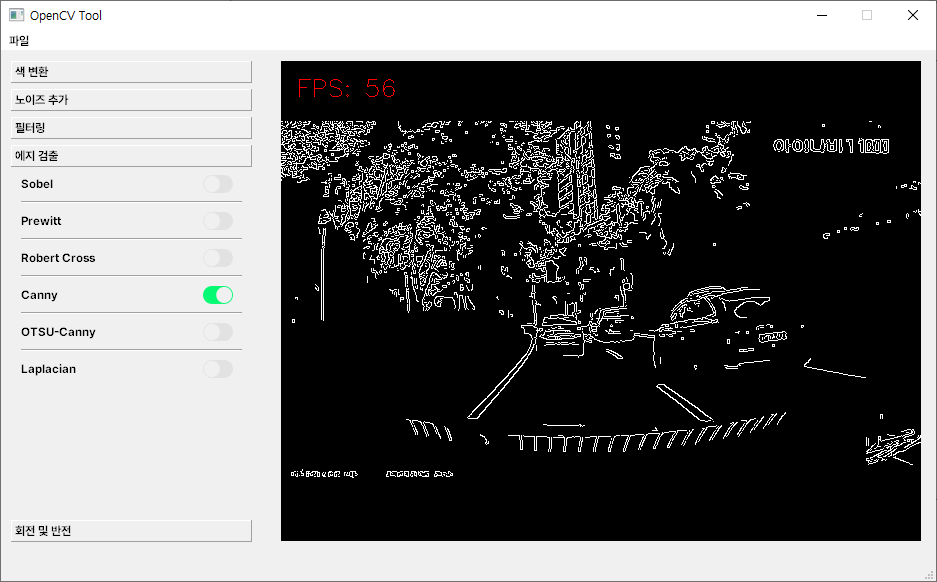 OpenCV Tool
파일
색 변환
노이즈 추가
필터링
에지 검출
Sobel
Prewitt
Robert Cross
Canny
OTSU-Canny
Laplacian
회전 및 반전
FPS: 56